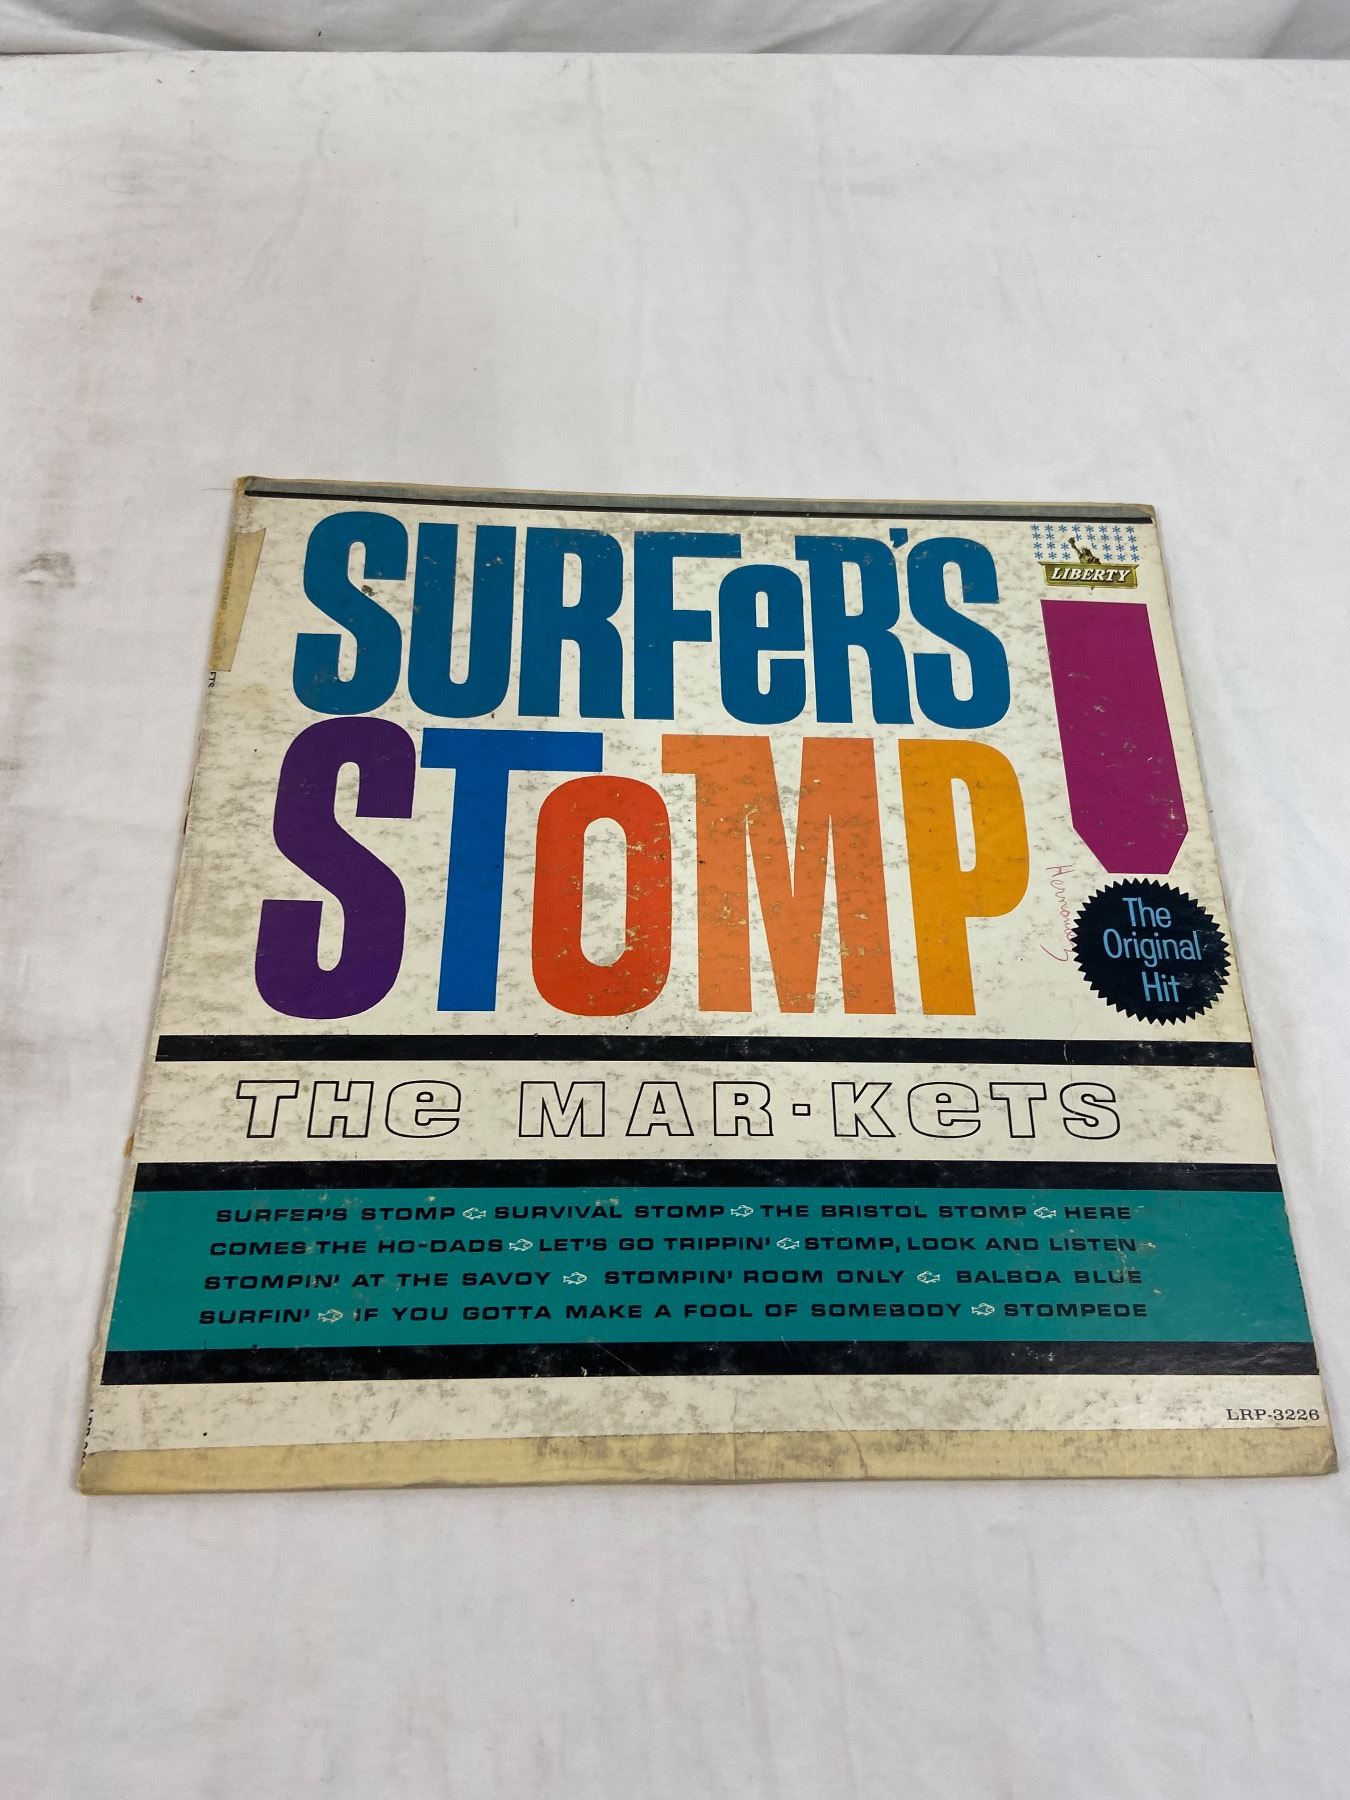 SURFeR'S
LIBERTY
STOMP!
Hernandez
The
Original
Hit
THe MAR-KeTS
SURFER'S STOMP SURVIVAL STOMP THE BRISTOL STOMP HERE
COMES THE HO-DADS LET'S GO TRIPPIN' STOMP, LOOK AND LISTEN
STOMPIN' AT THE SAVOY STOMPIN' ROOM ONLY BALBOA BLUE
SURFIN' IF YOU GOTTA MAKE A FOOL OF SOMEBODY STOMPEDE
LRP-3226